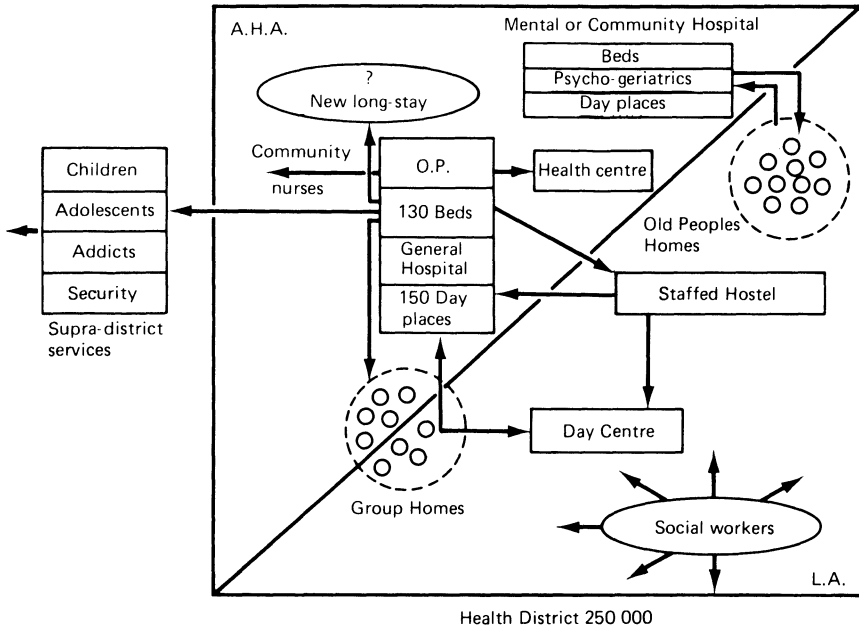 A.H.A.
Mental or Community Hospital
Beds
Psycho-geriatrics
Day places
?
New long-stay
Community
nurses
O.P.
Health centre
Children
Adolescents
Addicts
Security
Supra-district
services
130 Beds
General
Hospital
150 Day
places
Old Peoples
Homes
Staffed Hostel
Day Centre
Group Homes
Social workers
L.A.
Health District 250 000